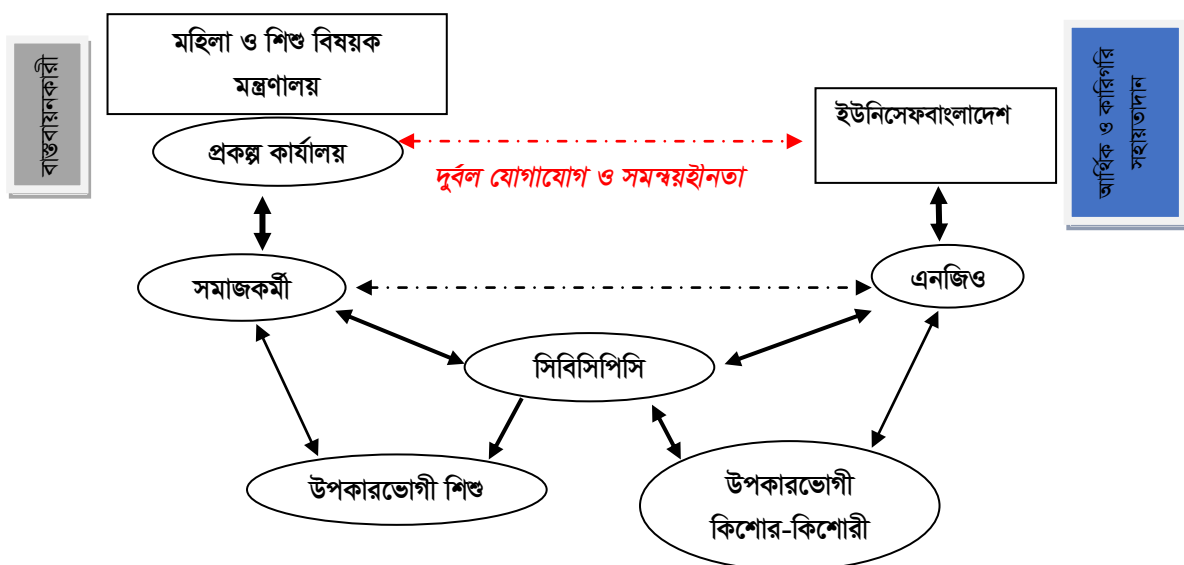 বাস্তবায়নকারী
মহিলা ও শিশু বিষয়ক
মন্ত্রণালয়
প্রকল্প কার্যালয়
ইউনিসেফবাংলাদেশ
আর্থিক ও কারিগরি
সহায়তাদান
দুর্বল যোগাযোগ ও সমন্বয়হীনতা
সমাজকর্মী
এনজিও
সিবিসিপিসি
উপকারভোগী শিশু
উপকারভোগী
কিশোর-কিশোরী